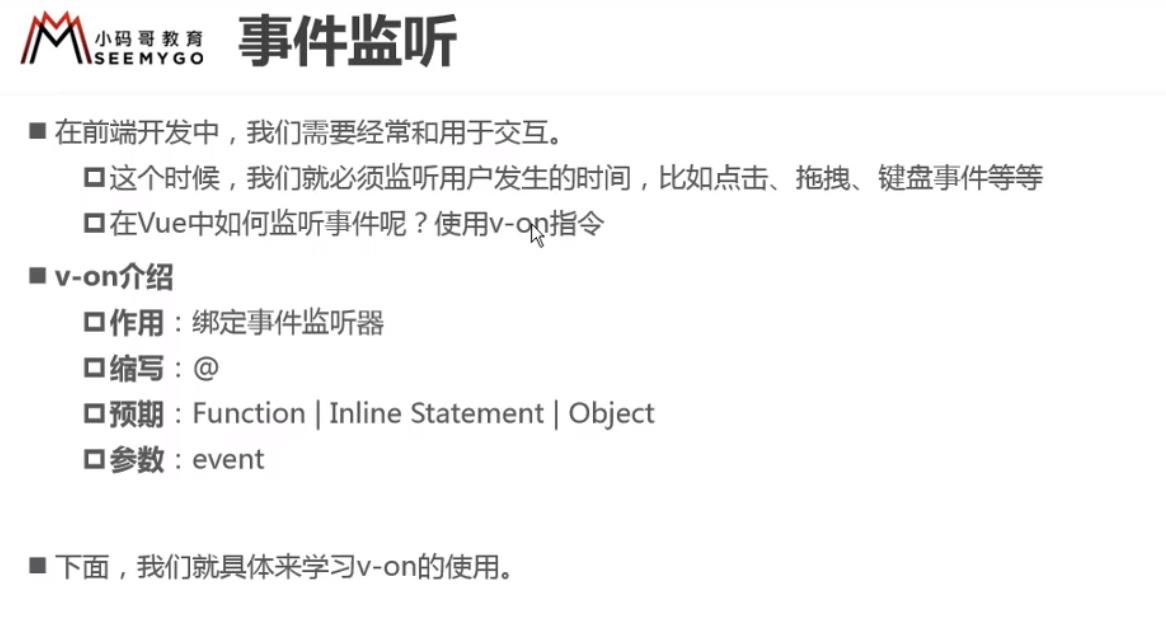 小码哥教育
SEEMYGO
事件监听
在前端开发中，我们需要经常和用于交互。
这个时候，我们就必须监听用户发生的时间，比如点击、拖拽、键盘事件等等
在Vue中如何监听事件呢？使用v-on指令
v-on介绍
作用：绑定事件监听器
缩写：@
预期：Function | Inline Statement | Object
参数：event
下面，我们就具体来学习v-on的使用。